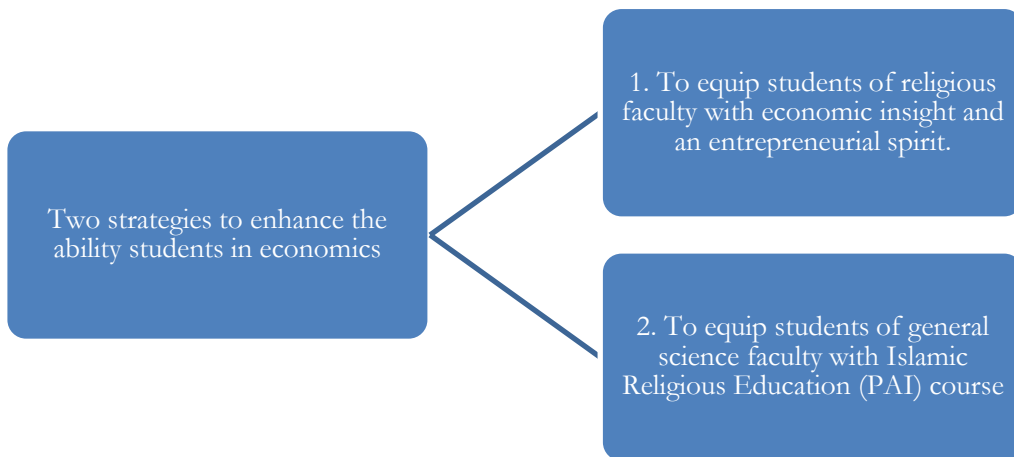 Two strategies to enhance the
ability students in economics
1. To equip students of religious
faculty with economic insight and
an entrepreneurial spirit.
2. To equip students of general
science faculty with Islamic
Religious Education (PAI) course